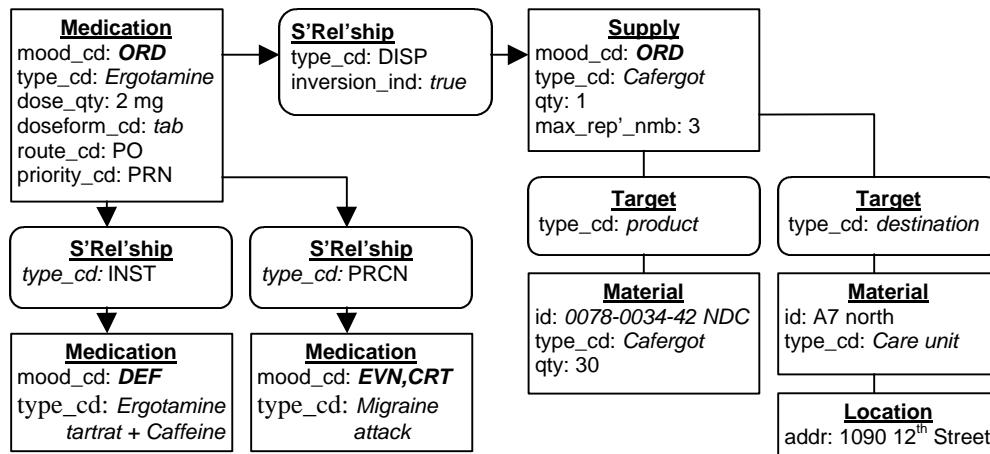 Medication
mood_cd: ORD
type_cd: Ergotamine
dose_qty: 2 mg
doseform_cd: tab
route_cd: PO
priority_cd: PRN
S'Rel'ship
type_cd: DISP
inversion_ind: true
Supply
mood_cd: ORD
type_cd: Cafergot
qty: 1
max_rep'_nmb: 3
S'Rel'ship
type_cd: INST
S'Rel'ship
type_cd: PRCN
Target
type_cd: product
Target
type_cd: destination
Medication
mood_cd: DEF
type_cd: Ergotamine
tartrat + Caffeine
Medication
mood_cd: EVN,CRT
type_cd: Migraine
attack
Material
id: 0078-0034-42 NDC
type_cd: Cafergot
qty: 30
Material
id: A7 north
type_cd: Care unit
Location
addr: 1090 12th Street